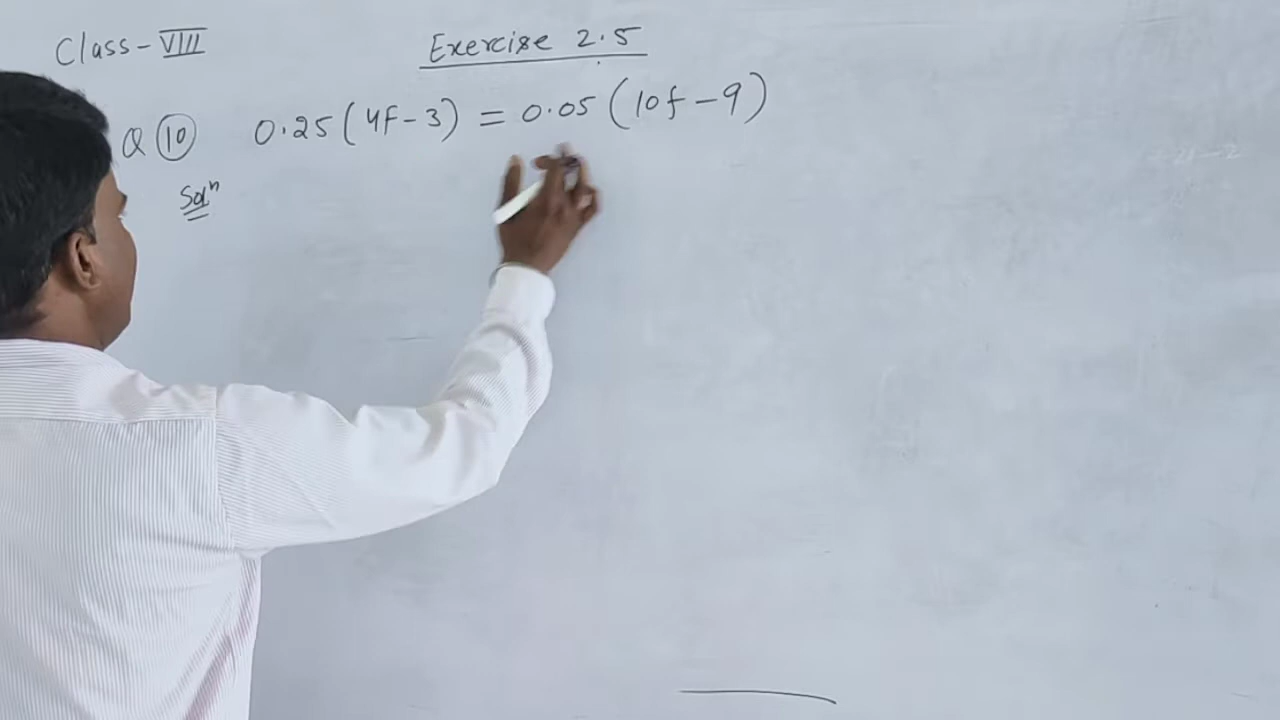 Class-VIII
Exercise 2.5
Q 10 0.25(4f-3) = 0.05(10f-9)
Solⁿ